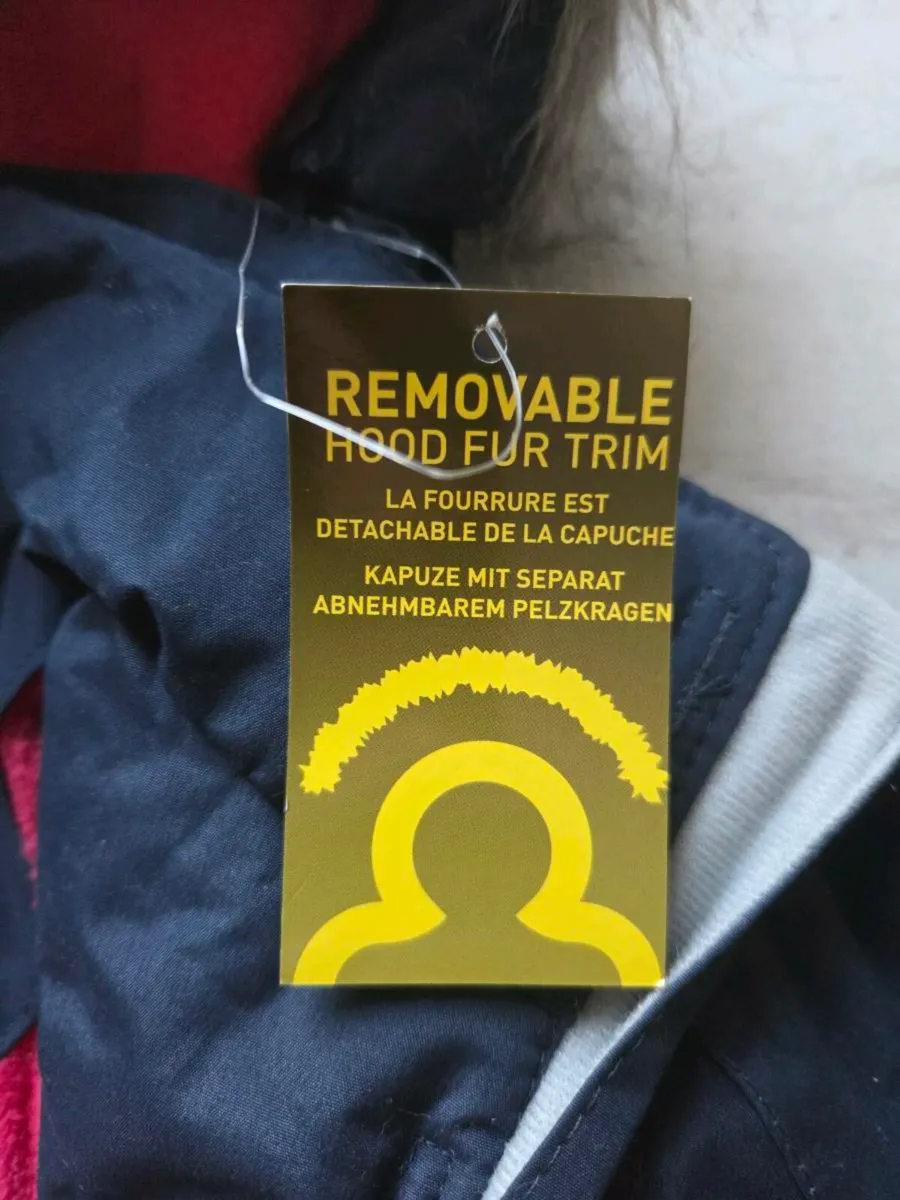 REMOVABLE
HOOD FUR TRIM
LA FOURRURE EST
DETACHABLE DE LA CAPUCHE
KAPUZE MIT SEPARAT
ABNEHMBAREM PELZKRAGEN